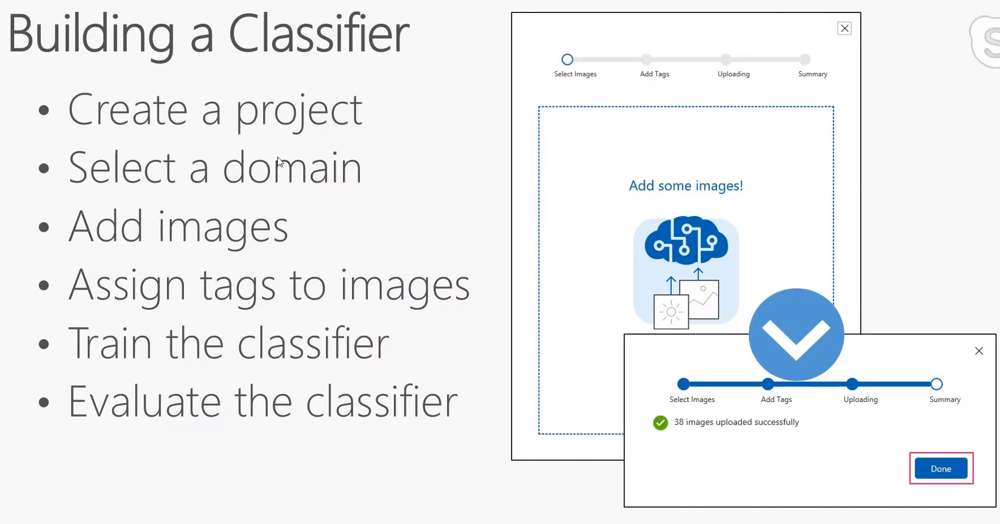 Building a Classifier
• Create a project
• Select a domain
• Add images
• Assign tags to images
• Train the classifier
• Evaluate the classifier
Select Images Add Tags Uploading Summary
Add some images!
Select Images Add Tags Uploading Summary
38 images uploaded successfully
Done
S